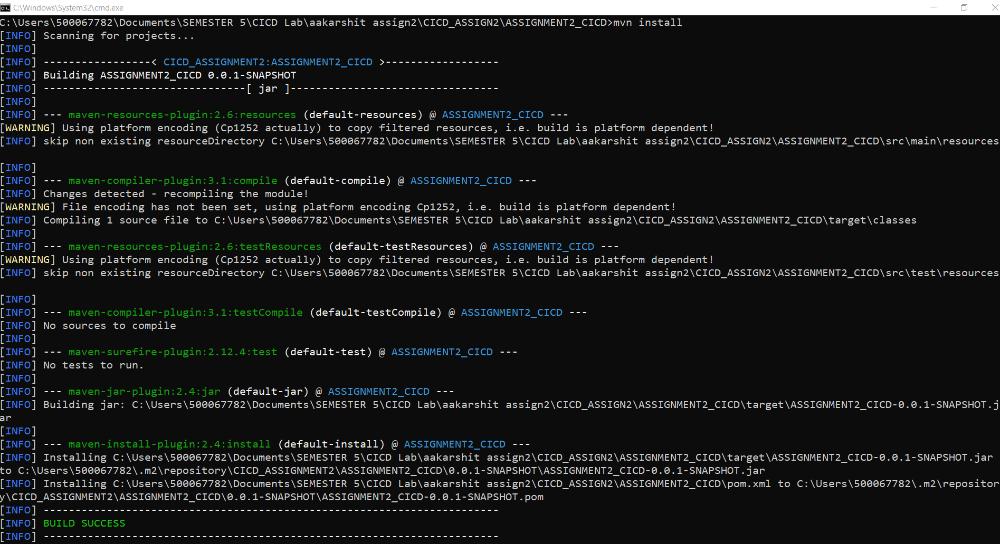 C:\Windows\System32\cmd.exe
C:\Users\500067782\Documents\SEMESTER 5\CICD Lab\aakarshit assign2\CICD_ASSIGN2\ASSIGNMENT2_CICD>mvn install
[INFO] Scanning for projects...
[INFO]
[INFO] -----------------< CICD_ASSIGNMENT2:ASSIGNMENT2_CICD >------------------
[INFO] Building ASSIGNMENT2_CICD 0.0.1-SNAPSHOT
[INFO] --------------------------------[ jar ]---------------------------------
[INFO]
[INFO] --- maven-resources-plugin:2.6:resources (default-resources) @ ASSIGNMENT2_CICD ---
[WARNING] Using platform encoding (Cp1252 actually) to copy filtered resources, i.e. build is platform dependent!
[INFO] skip non existing resourceDirectory C:\Users\500067782\Documents\SEMESTER 5\CICD Lab\aakarshit assign2\CICD_ASSIGN2\ASSIGNMENT2_CICD\src\main\resources
[INFO]
[INFO] --- maven-compiler-plugin:3.1:compile (default-compile) @ ASSIGNMENT2_CICD ---
[INFO] Changes detected - recompiling the module!
[WARNING] File encoding has not been set, using platform encoding Cp1252, i.e. build is platform dependent!
[INFO] Compiling 1 source file to C:\Users\500067782\Documents\SEMESTER 5\CICD Lab\aakarshit assign2\CICD_ASSIGN2\ASSIGNMENT2_CICD\target\classes
[INFO]
[INFO] --- maven-resources-plugin:2.6:testResources (default-testResources) @ ASSIGNMENT2_CICD ---
[WARNING] Using platform encoding (Cp1252 actually) to copy filtered resources, i.e. build is platform dependent!
[INFO] skip non existing resourceDirectory C:\Users\500067782\Documents\SEMESTER 5\CICD Lab\aakarshit assign2\CICD_ASSIGN2\ASSIGNMENT2_CICD\src\test\resources
[INFO]
[INFO] --- maven-compiler-plugin:3.1:testCompile (default-testCompile) @ ASSIGNMENT2_CICD ---
[INFO] No sources to compile
[INFO]
[INFO] --- maven-surefire-plugin:2.12.4:test (default-test) @ ASSIGNMENT2_CICD ---
[INFO] No tests to run.
[INFO]
[INFO] --- maven-jar-plugin:2.4:jar (default-jar) @ ASSIGNMENT2_CICD ---
[INFO] Building jar: C:\Users\500067782\Documents\SEMESTER 5\CICD Lab\aakarshit assign2\CICD_ASSIGN2\ASSIGNMENT2_CICD\target\ASSIGNMENT2_CICD-0.0.1-SNAPSHOT.j
ar
[INFO]
[INFO] --- maven-install-plugin:2.4:install (default-install) @ ASSIGNMENT2_CICD ---
[INFO] Installing C:\Users\500067782\Documents\SEMESTER 5\CICD Lab\aakarshit assign2\CICD_ASSIGN2\ASSIGNMENT2_CICD\target\ASSIGNMENT2_CICD-0.0.1-SNAPSHOT.jar
to C:\Users\500067782\.m2\repository\CICD_ASSIGNMENT2\ASSIGNMENT2_CICD\0.0.1-SNAPSHOT\ASSIGNMENT2_CICD-0.0.1-SNAPSHOT.jar
[INFO] Installing C:\Users\500067782\Documents\SEMESTER 5\CICD Lab\aakarshit assign2\CICD_ASSIGN2\ASSIGNMENT2_CICD\pom.xml to C:\Users\500067782\.m2\repositor
y\CICD_ASSIGNMENT2\ASSIGNMENT2_CICD\0.0.1-SNAPSHOT\ASSIGNMENT2_CICD-0.0.1-SNAPSHOT.pom
[INFO] ------------------------------------------------------------------------
[INFO] BUILD SUCCESS
[INFO] ------------------------------------------------------------------------